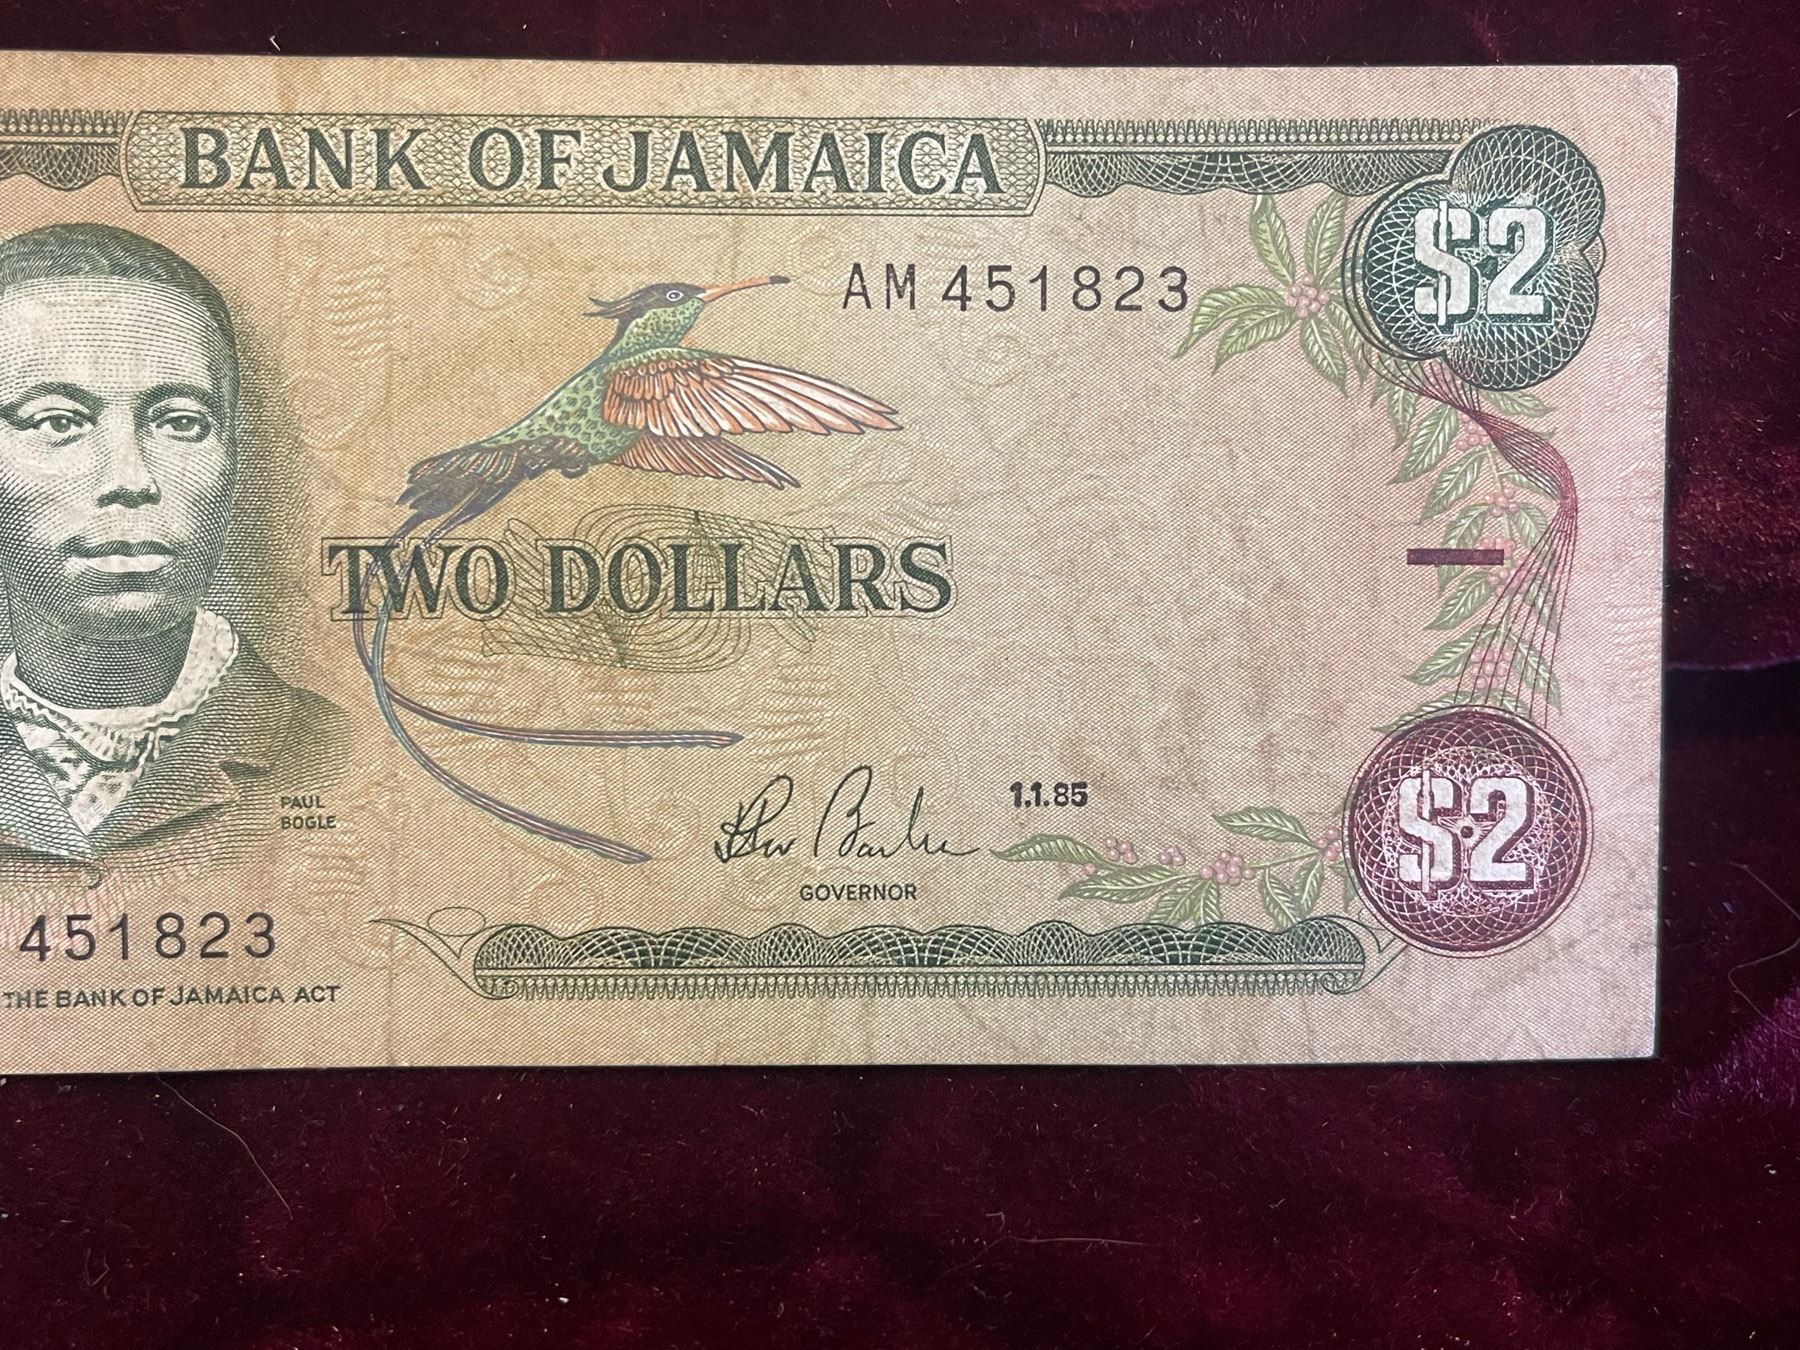 BANK OF JAMAICA
$2
AM 451823
TWO DOLLARS
PAUL
BOGLE
1.1.85
$2
GOVERNOR
451823
THE BANK OF JAMAICA ACT